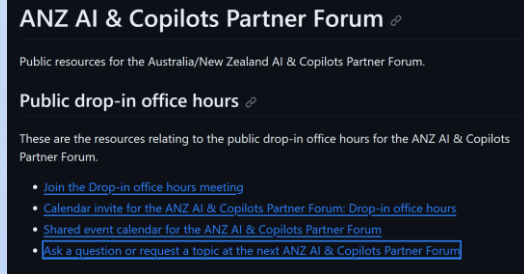 ANZ AI & Copilots Partner Forum
Public resources for the Australia/New Zealand AI & Copilots Partner Forum.
Public drop-in office hours
These are the resources relating to the public drop-in office hours for the ANZ AI & Copilots
Partner Forum.
• Join the Drop-in office hours meeting
• Calendar invite for the ANZ AI & Copilots Partner Forum: Drop-in office hours
• Shared event calendar for the ANZ AI & Copilots Partner Forum
• Ask a question or request a topic at the next ANZ AI & Copilots Partner Forum